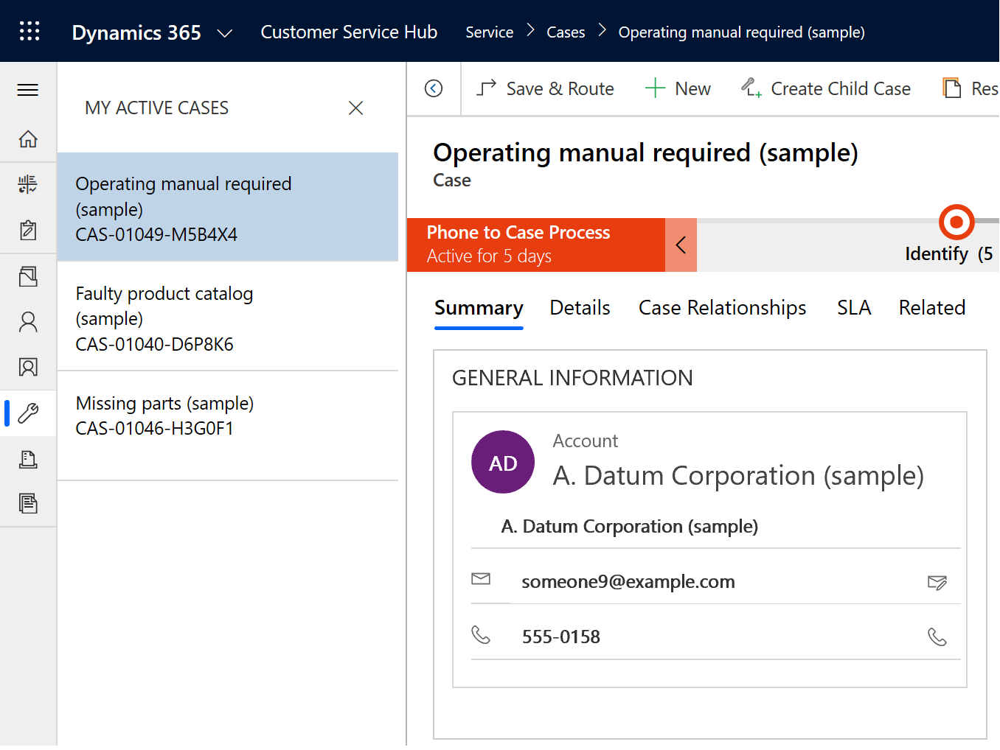 Dynamics 365 Customer Service Hub Service Cases Operating manual required (sample)
MY ACTIVE CASES
Operating manual required
(sample)
CAS-01049-M5B4X4
Faulty product catalog
(sample)
CAS-01040-D6P8K6
Missing parts (sample)
CAS-01046-H3G0F1
Save & Route New Create Child Case Res
Operating manual required (sample)
Case
Phone to Case Process
Active for 5 days
Identify (5
Summary Details Case Relationships SLA Related
GENERAL INFORMATION
AD
Account
A. Datum Corporation (sample)
A. Datum Corporation (sample)
someone9@example.com
555-0158